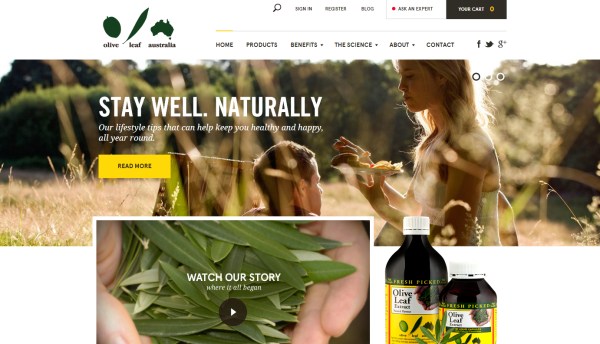 SIGN IN
REGISTER
BLOG
ASK AN EXPERT
YOUR CART 0
olive leaf australia
HOME
PRODUCTS
BENEFITS
THE SCIENCE
ABOUT
CONTACT
STAY WELL. NATURALLY
Our lifestyle tips that can help keep you healthy and happy,
all year round.
READ MORE
WATCH OUR STORY
where it all began
FRESH PICKED
Olive
Leaf
Extract
FRESH PICKED
Olive
Leaf
Extract